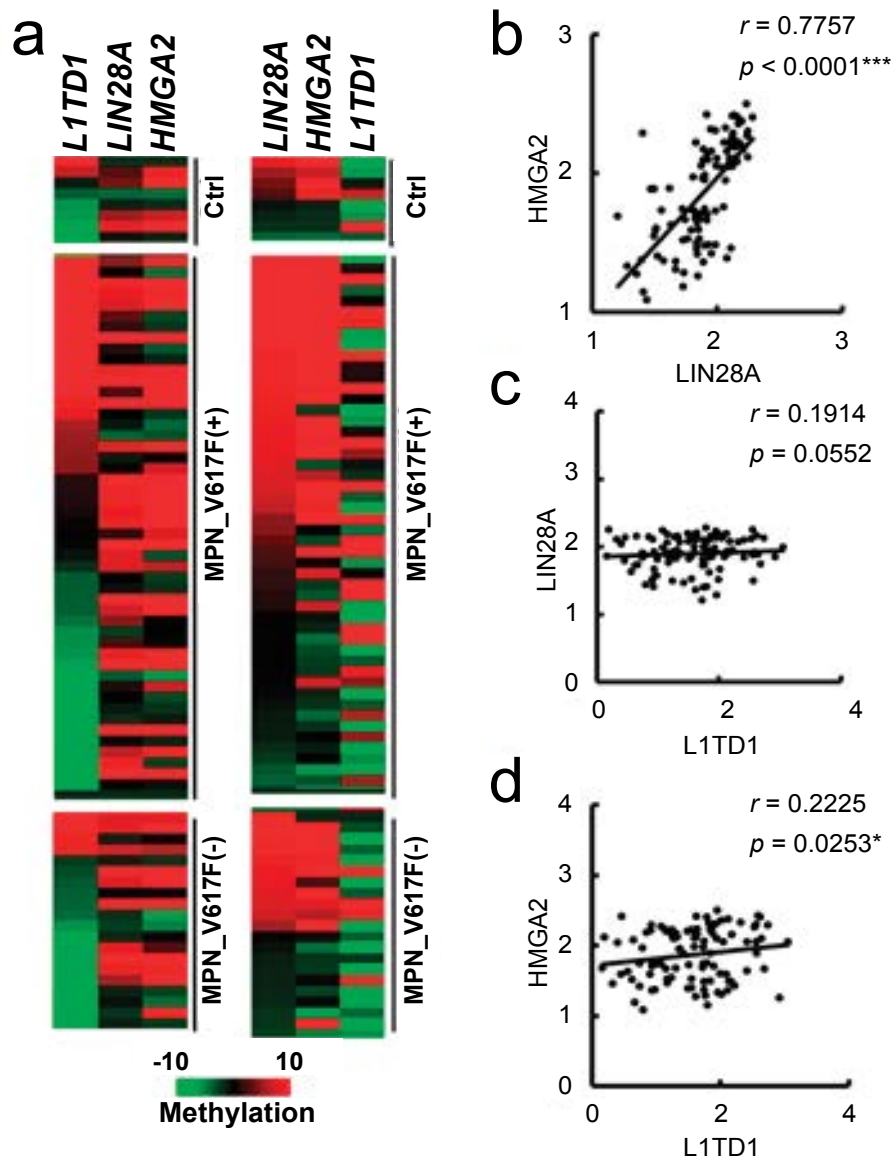 a
L1TD1
LIN28A
HMGA2
LIN28A
HMGA2
L1TD1
Ctrl
Ctrl
MPN_V617F(+)
MPN_V617F(+)
MPN_V617F(-)
MPN_V617F(-)
-10 10
Methylation
b
r = 0.7757
p < 0.0001***
HMGA2
3
2
1
1 2 3
LIN28A
c
r = 0.1914
p = 0.0552
LIN28A
4
3
2
1
0
0 2 4
L1TD1
d
r = 0.2225
p = 0.0253*
HMGA2
4
3
2
1
0
0 2 4
L1TD1